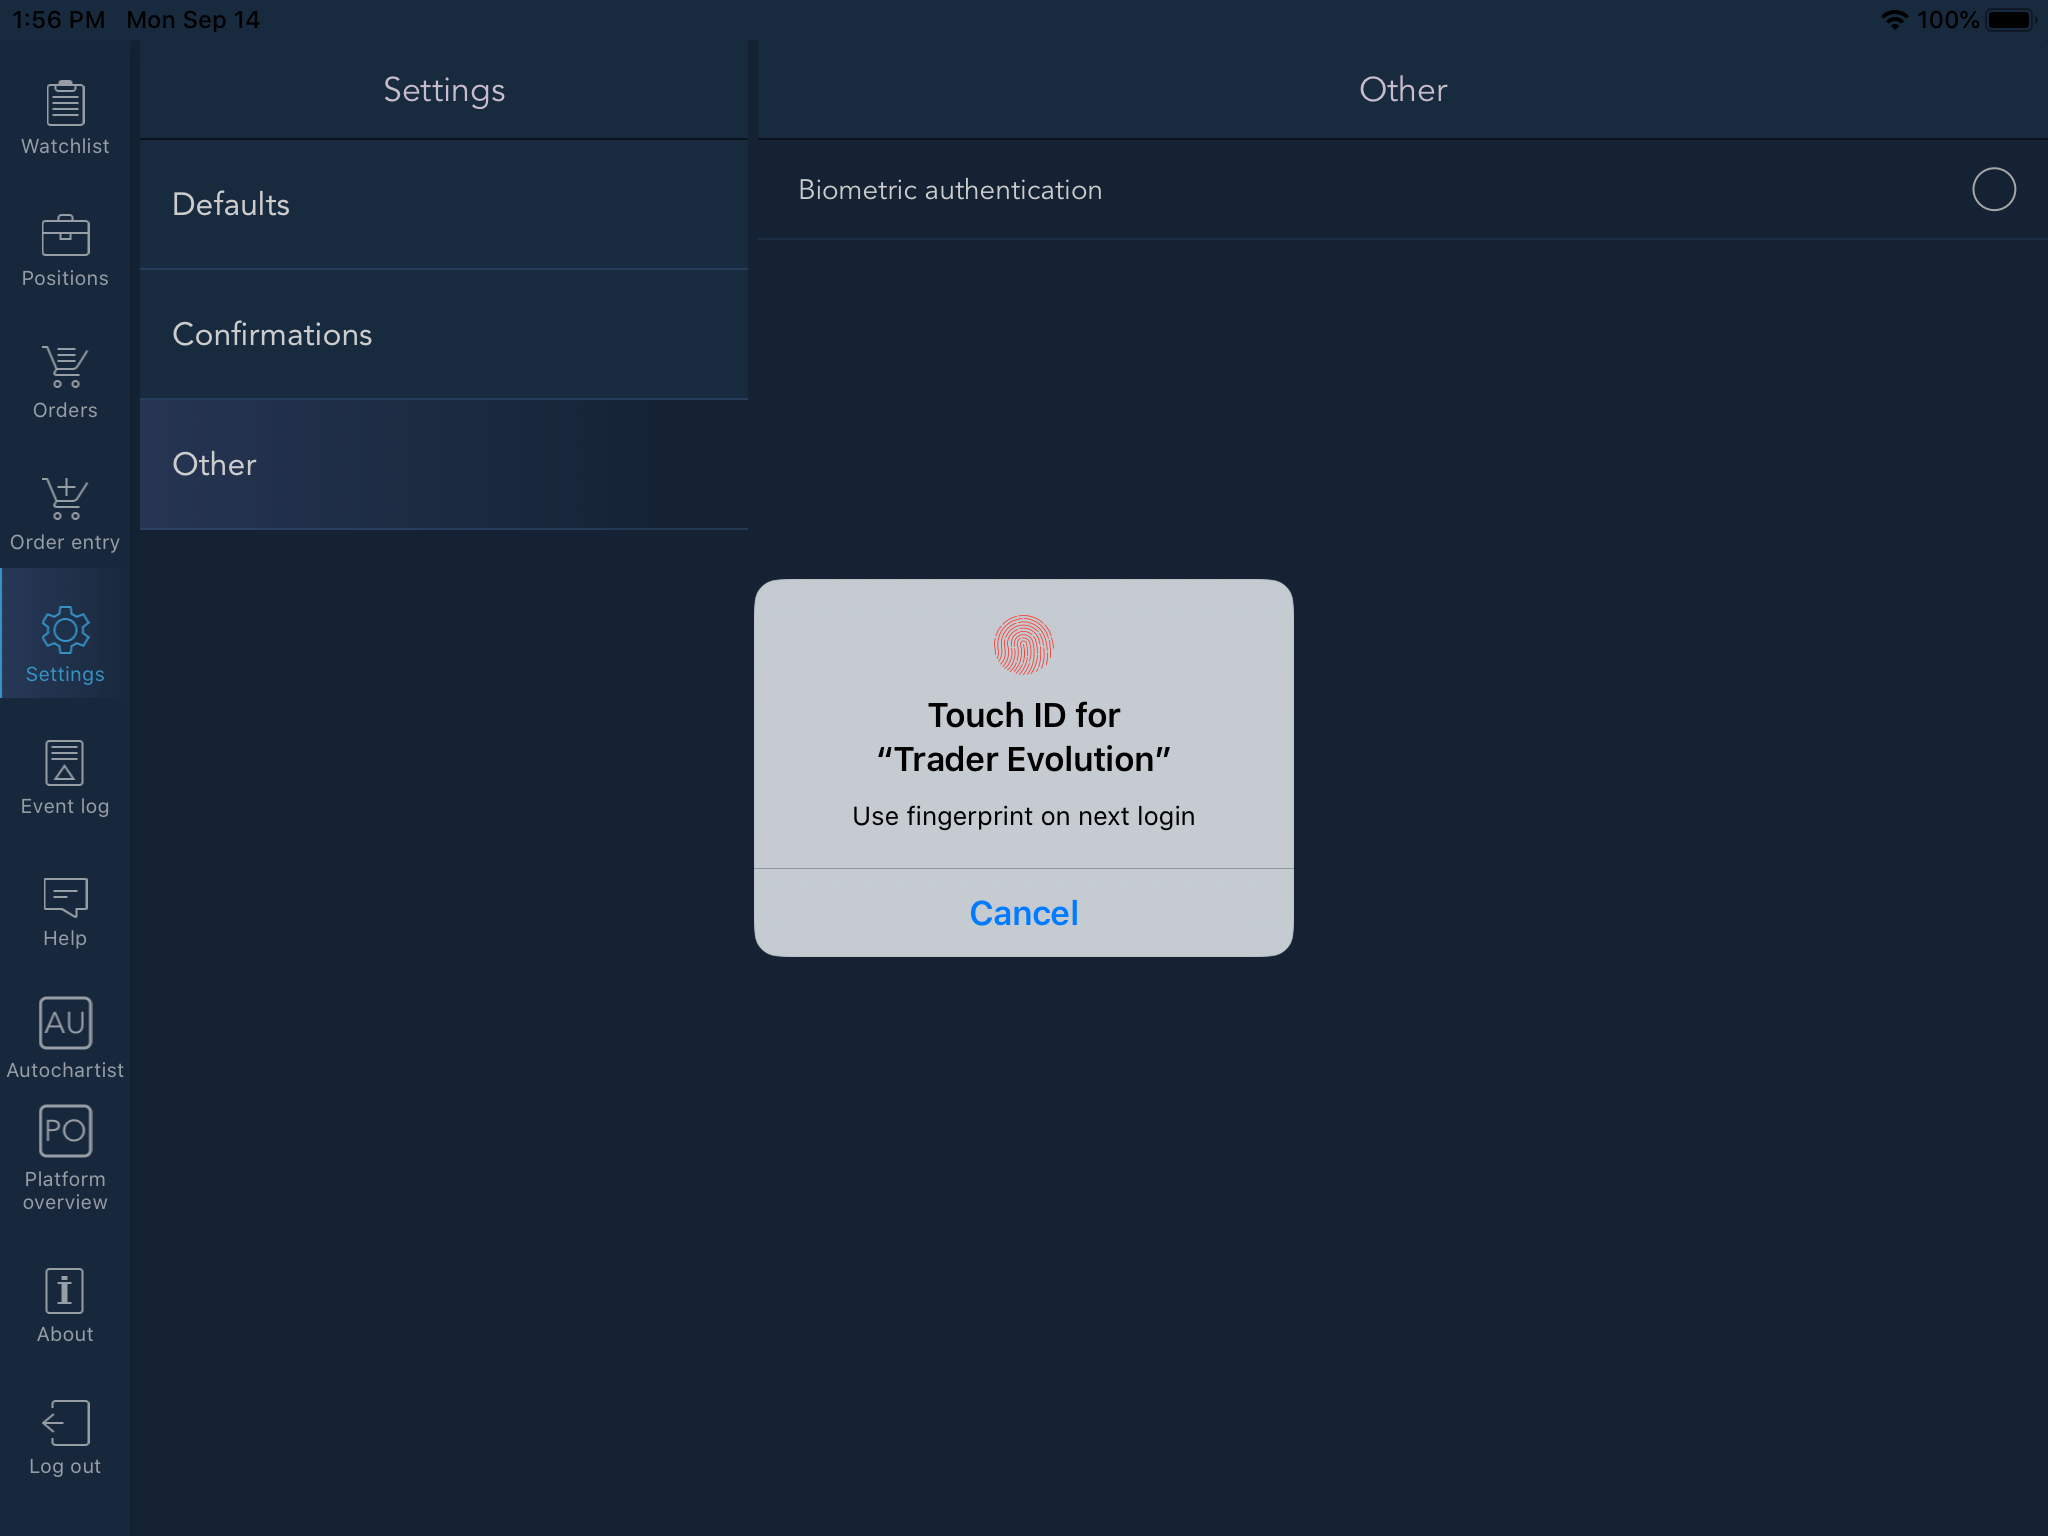 1:56 PM Mon Sep 14
100%
Watchlist
Positions
Orders
Order entry
Settings
Event log
Help
AU
Autochartist
PO
Platform
overview
i
About
Log out
Settings
Defaults
Confirmations
Other
Other
Biometric authentication
Touch ID for
“Trader Evolution”
Use fingerprint on next login
Cancel